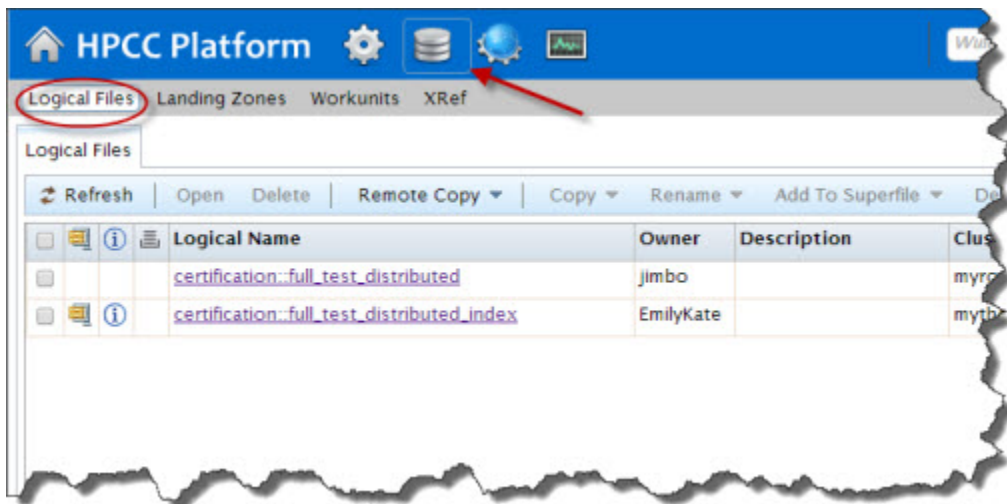 HPCC Platform
Logical Files Landing Zones Workunits XRef
Logical Files
Refresh Open Delete Remote Copy Copy Rename Add To Superfile
Logical Name Owner Description
certification::full_test_distributed jimbo
certification::full_test_distributed_index EmilyKate